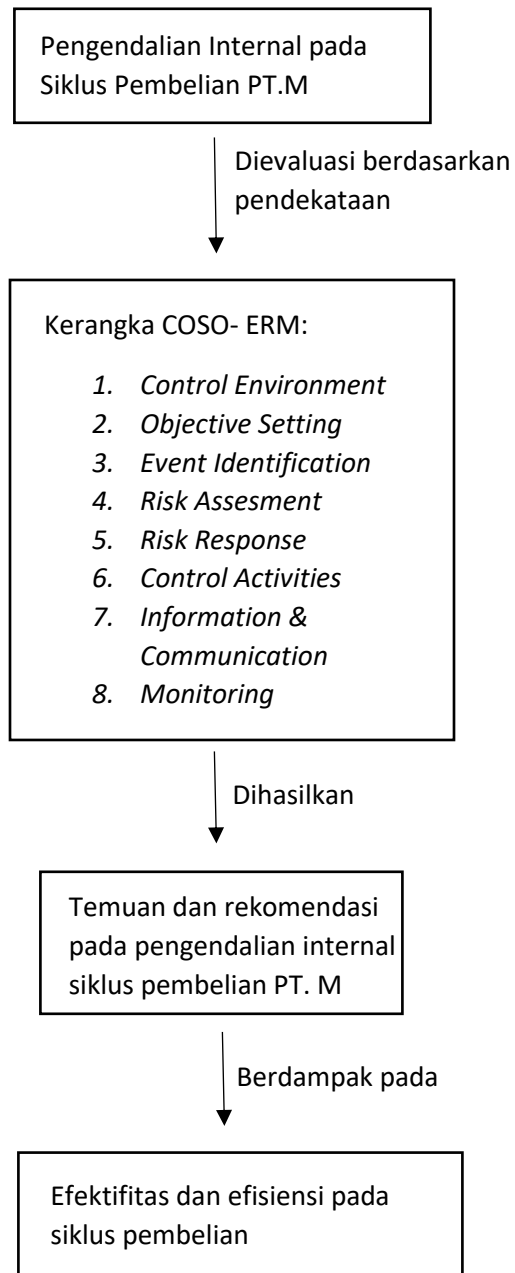 Pengendalian Internal pada
Siklus Pembelian PT.M
Dievaluasi berdasarkan
pendekataan
Kerangka COSO- ERM:
1. Control Environment
2. Objective Setting
3. Event Identification
4. Risk Assesment
5. Risk Response
6. Control Activities
7. Information &
Communication
8. Monitoring
Dihasilkan
Temuan dan rekomendasi
pada pengendalian internal
siklus pembelian PT. M
Berdampak pada
Efektifitas dan efisiensi pada
siklus pembelian